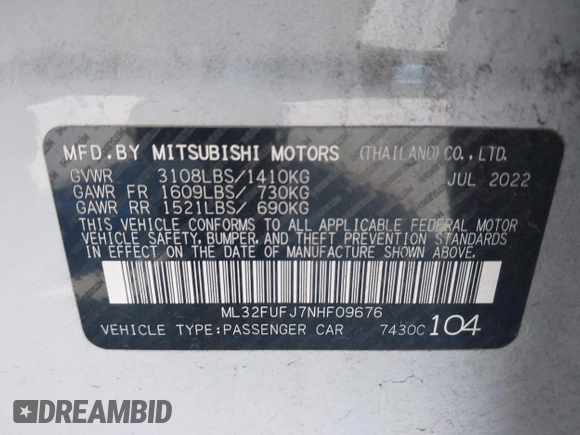 MFD.BY MITSUBISHI MOTORS (THAILAND)CO.,LTD.
GVWR 3108LBS/1410KG JUL 2022
GAWR FR 1609LBS/ 730KG
GAWR RR 1521LBS/ 690KG
THIS VEHICLE CONFORMS TO ALL APPLICABLE FEDERAL MOTOR
VEHICLE SAFETY, BUMPER, AND THEFT PREVENTION STANDARDS
IN EFFECT ON THE DATE OF MANUFACTURE SHOWN ABOVE.
ML32FUFJ7NHF09676
VEHICLE TYPE:PASSENGER CAR 7430C 104
DREAMBID